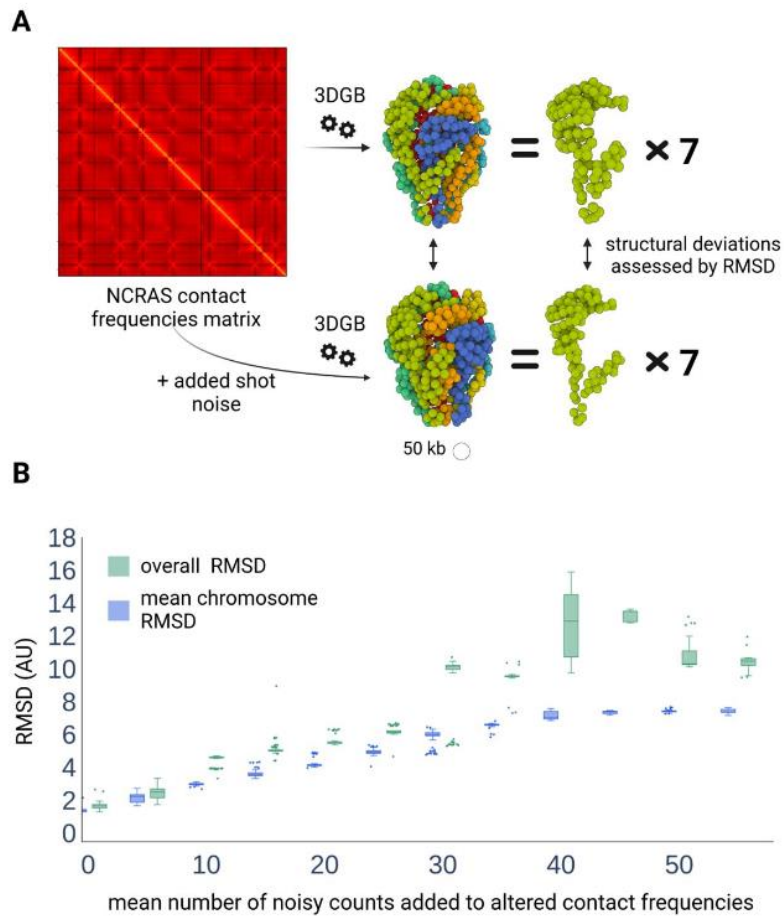 A
3DGB
= × 7
NCRAS contact
frequencies matrix
structural deviations
assessed by RMSD
3DGB
= × 7
+ added shot
noise
50 kb
B
18
16
14
12
10
8
6
4
2
0
RMSD (AU)
overall RMSD
mean chromosome
RMSD
0 10 20 30 40 50
mean number of noisy counts added to altered contact frequencies